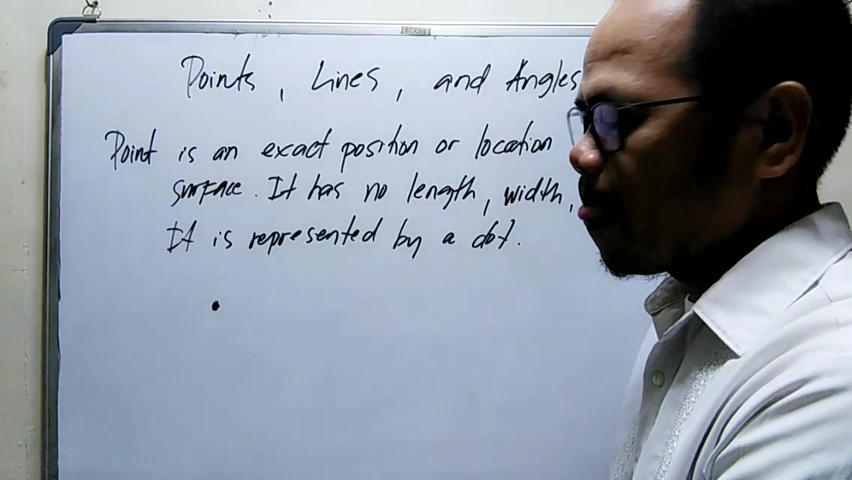 Points, Lines, and Angles
Point is an exact position or location
surface. It has no length, width,
It is represented by a dot.